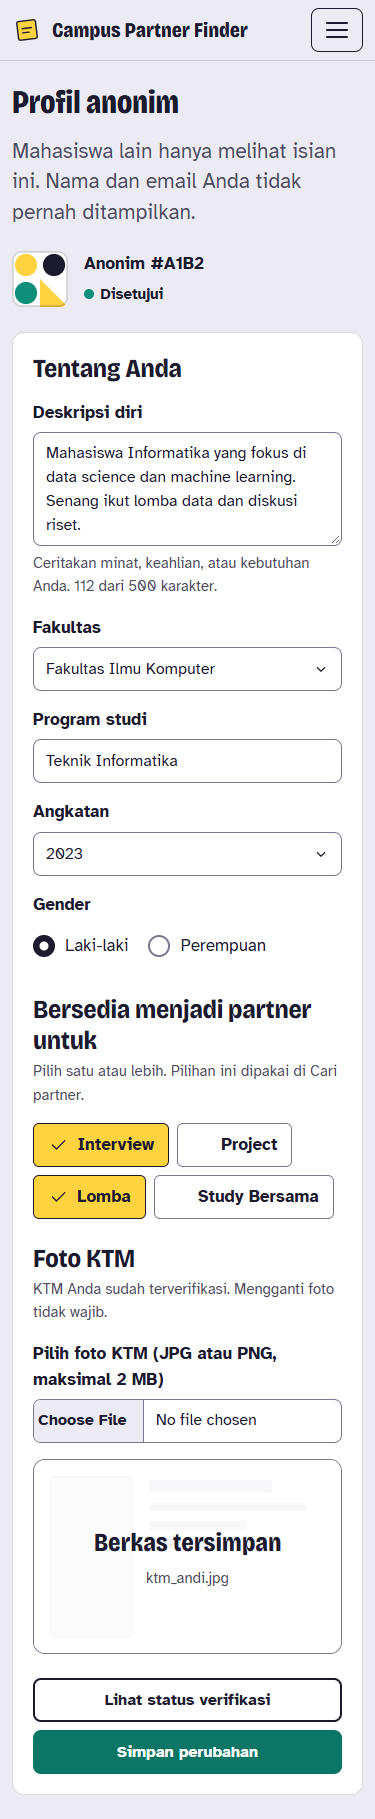 Campus Partner Finder
Profil anonim
Mahasiswa lain hanya melihat isian
ini. Nama dan email Anda tidak
pernah ditampilkan.
Anonim #A1B2
Disetujui
Tentang Anda
Deskripsi diri
Mahasiswa Informatika yang fokus di
data science dan machine learning.
Senang ikut lomba data dan diskusi
riset.
Ceritakan minat, keahlian, atau kebutuhan
Anda. 112 dari 500 karakter.
Fakultas
Fakultas Ilmu Komputer
Program studi
Teknik Informatika
Angkatan
2023
Gender
Laki-laki Perempuan
Bersedia menjadi partner
untuk
Pilih satu atau lebih. Pilihan ini dipakai di Cari
partner.
Interview Project
Lomba Study Bersama
Foto KTM
KTM Anda sudah terverifikasi. Mengganti foto
tidak wajib.
Pilih foto KTM (JPG atau PNG,
maksimal 2 MB)
Choose File No file chosen
Berkas tersimpan
ktm_andi.jpg
Lihat status verifikasi
Simpan perubahan